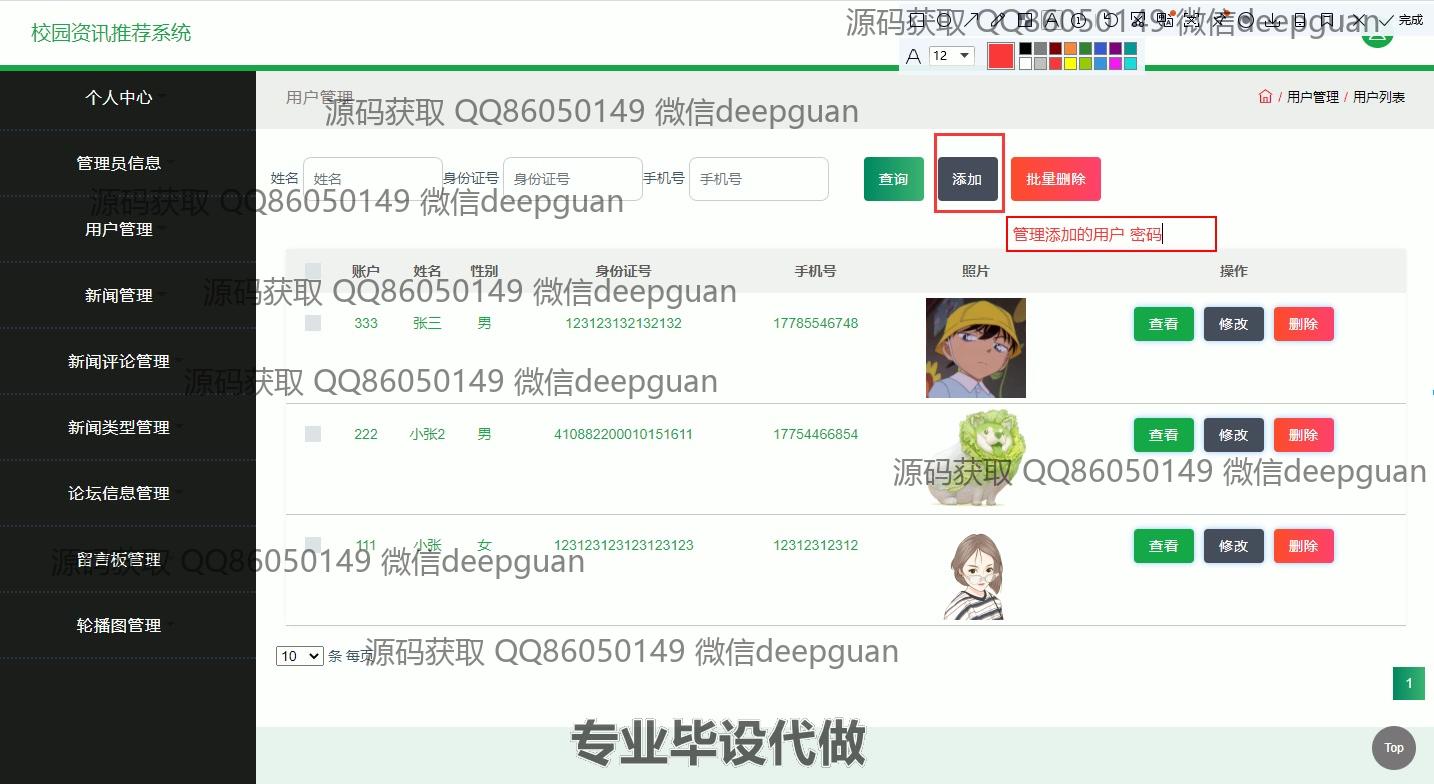 校园资讯推荐系统
源码获取 QQ86050149 微信deepguan
完成
12
个人中心
管理员信息
用户管理
新闻管理
新闻评论管理
新闻类型管理
论坛信息管理
留言板管理
轮播图管理
用户管理
/ 用户管理 / 用户列表
源码获取 QQ86050149 微信deepguan
姓名 姓名 身份证号 身份证号 手机号 手机号 查询 添加 批量删除
源码获取 QQ86050149 微信deepguan
管理添加的用户 密码
账户 姓名 性别 身份证号 手机号 照片 操作
源码获取 QQ86050149 微信deepguan
333 张三 男 123123132132132 17785546748 查看 修改 删除
源码获取 QQ86050149 微信deepguan
222 小张2 男 410882200010151611 17754466854 查看 修改 删除
源码获取 QQ86050149 微信deepguan
111 小张 女 123123123123123123 12312312312 查看 修改 删除
源码获取 QQ86050149 微信deepguan
10 条 每页
源码获取 QQ86050149 微信deepguan
1
专业毕设代做
Top